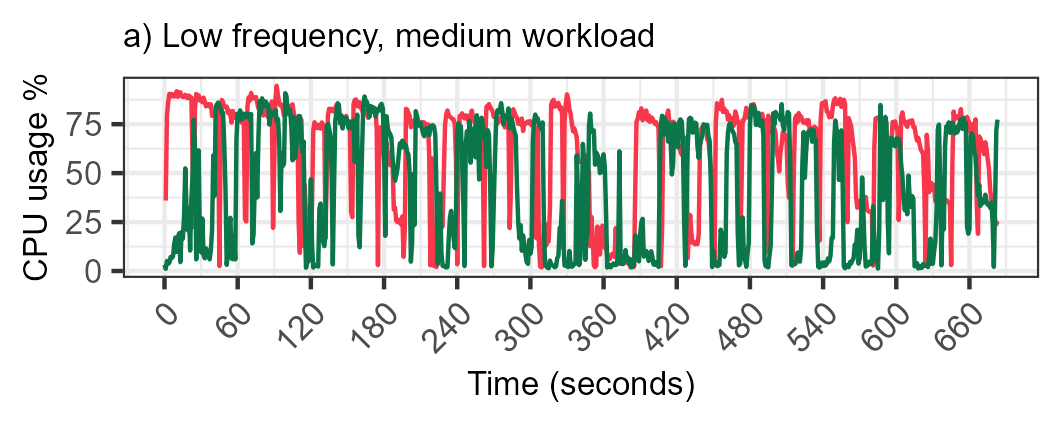 a) Low frequency, medium workload
CPU usage %
75
50
25
0
0 60 120 180 240 300 360 420 480 540 600 660
Time (seconds)